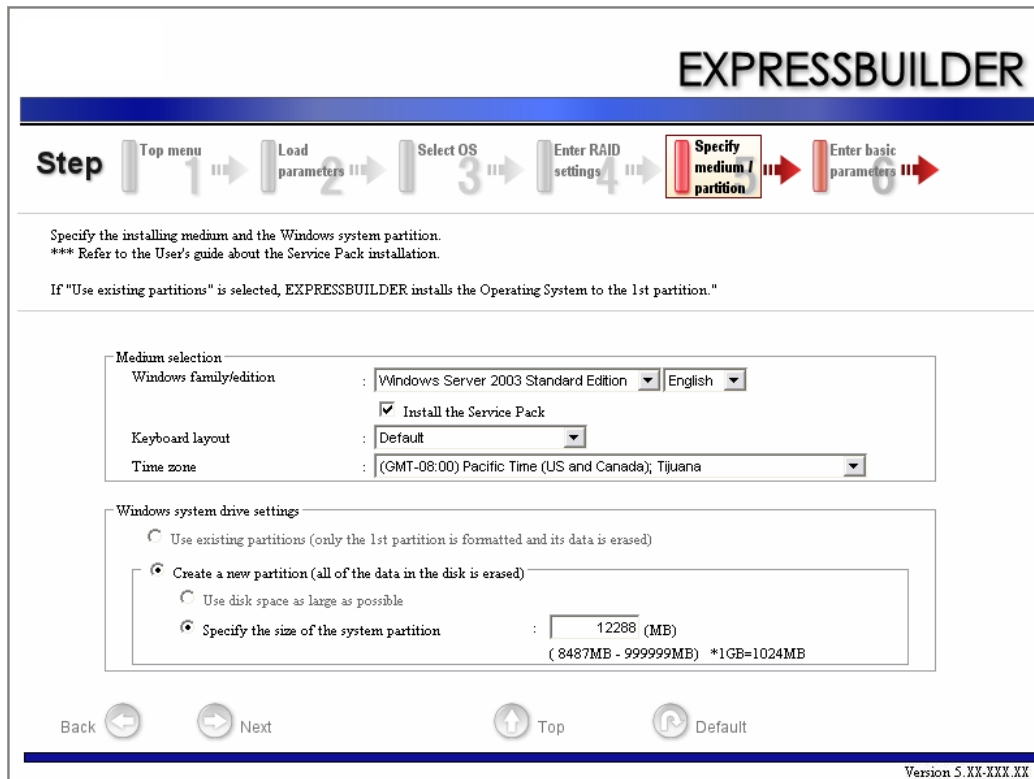 EXPRESSBUILDER
Step
Top menu 1
Load parameters 2
Select OS 3
Enter RAID settings 4
Specify medium / partition 5
Enter basic parameters 6
Specify the installing medium and the Windows system partition.
*** Refer to the User's guide about the Service Pack installation.
If "Use existing partitions" is selected, EXPRESSBUILDER installs the Operating System to the 1st partition."
Medium selection
Windows family/edition : Windows Server 2003 Standard Edition English
Install the Service Pack
Keyboard layout : Default
Time zone : (GMT-08:00) Pacific Time (US and Canada); Tijuana
Windows system drive settings
Use existing partitions (only the 1st partition is formatted and its data is erased)
Create a new partition (all of the data in the disk is erased)
Use disk space as large as possible
Specify the size of the system partition : 12288 (MB)
( 8487MB - 999999MB) *1GB=1024MB
Back Next Top Default
Version 5.XX-XXX.XX